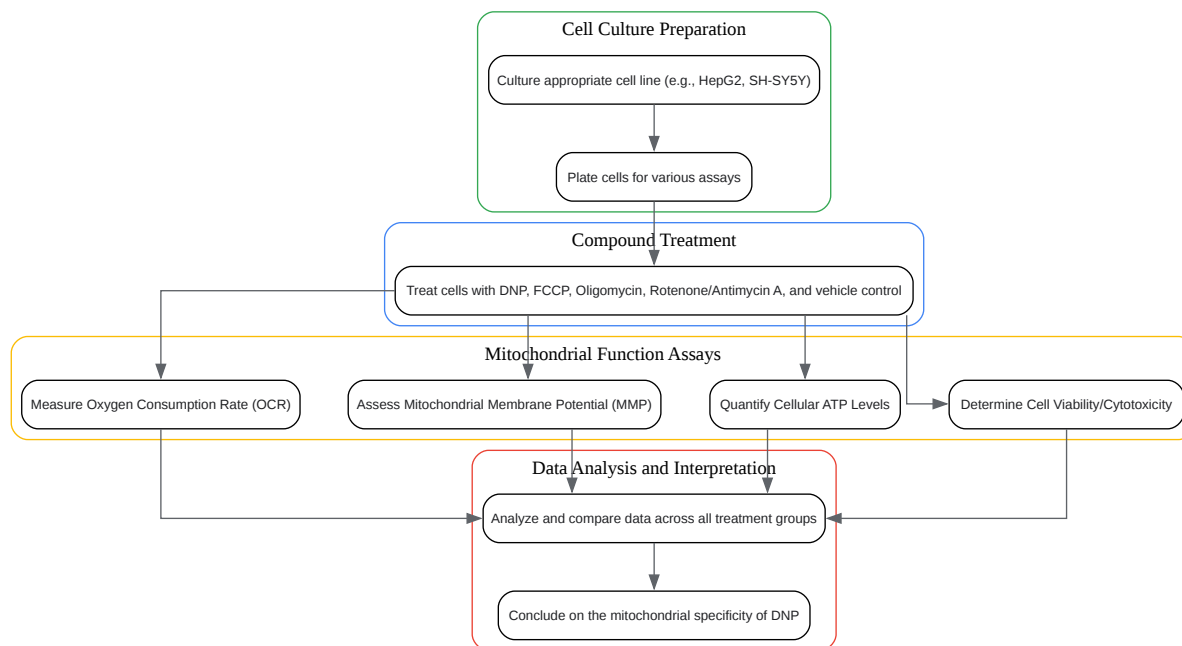 Cell Culture Preparation
Culture appropriate cell line (e.g., HepG2, SH-SY5Y)
Plate cells for various assays
Compound Treatment
Treat cells with DNP, FCCP, Oligomycin, Rotenone/Antimycin A, and vehicle control
Mitochondrial Function Assays
Measure Oxygen Consumption Rate (OCR)
Assess Mitochondrial Membrane Potential (MMP)
Quantify Cellular ATP Levels
Determine Cell Viability/Cytotoxicity
Data Analysis and Interpretation
Analyze and compare data across all treatment groups
Conclude on the mitochondrial specificity of DNP